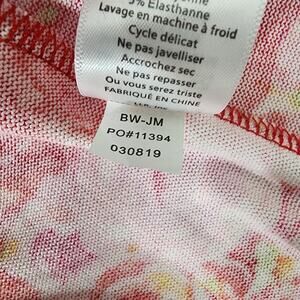 5% Élasthanne
Lavage en machine à froid
Cycle délicat
Ne pas javelliser
Accrochez sec
Ne pas repasser
Ou vous serez triste
FABRIQUÉ EN CHINE
BW-JM
PO#11394
030819